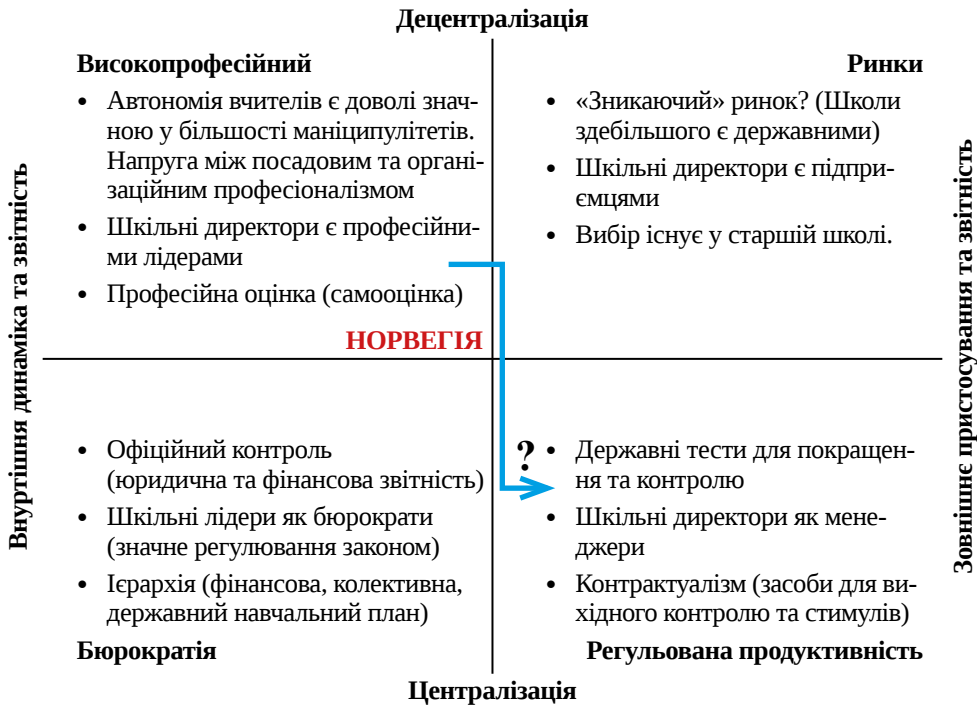 Децентралізація
Високопрофесійний
• Автономія вчителів є доволі знач-
ною у більшості маніципулітетів.
Напруга між посадовим та органі-
заційним професіоналізмом
• Шкільні директори є професійни-
ми лідерами
• Професійна оцінка (самооцінка)
НОРВЕГІЯ
Ринки
• «Зникаючий» ринок? (Школи
здебільшого є державними)
• Шкільні директори є підпри-
ємцями
• Вибір існує у старшій школі.
Внуртішня динаміка та звітність
Зовнішнє пристосування та звітність
• Офіційний контроль
(юридична та фінансова звітність)
• Шкільні лідери як бюрократи
(значне регулювання законом)
• Ієрархія (фінансова, колективна,
державний навчальний план)
Бюрократія
?
• Державні тести для покращен-
ня та контролю
• Шкільні директори як мене-
джери
• Контрактуалізм (засоби для ви-
хідного контролю та стимулів)
Регульована продуктивність
Централізація